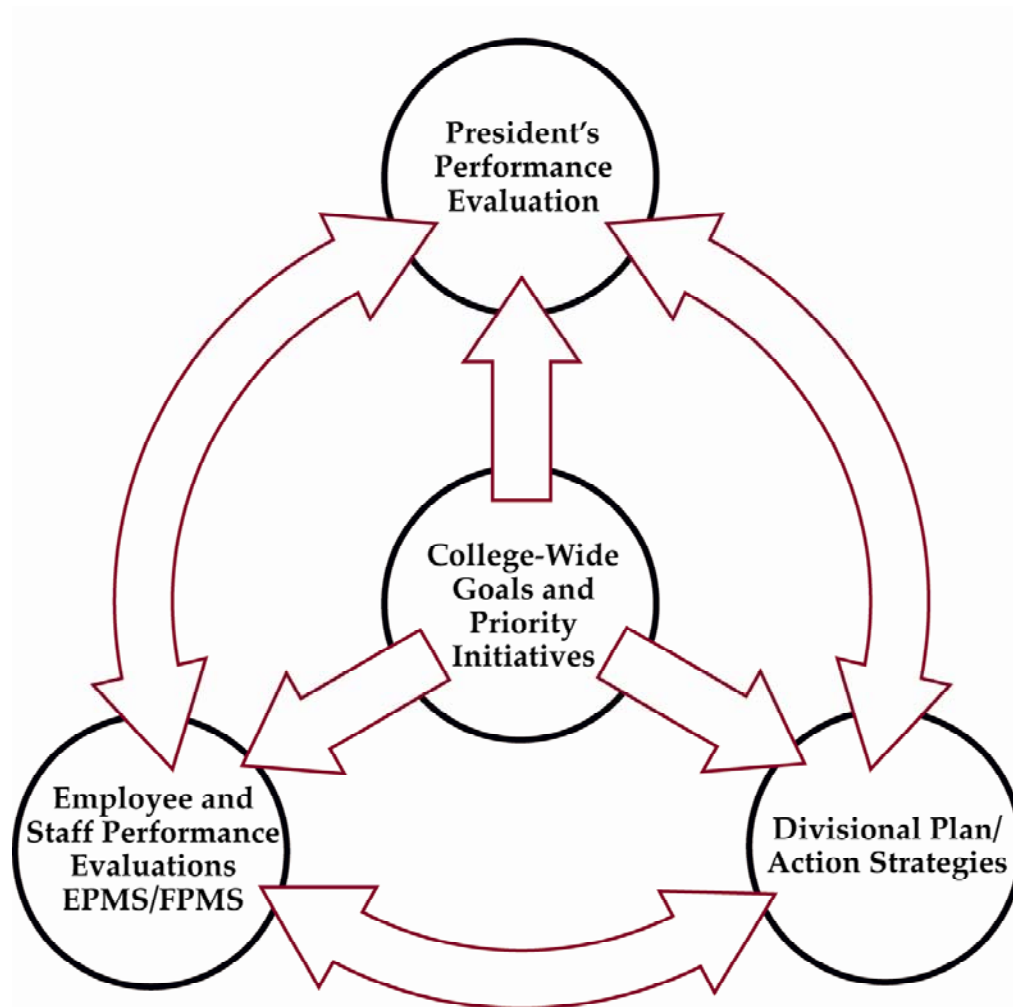 President’s
Performance
Evaluation
College-Wide
Goals and
Priority
Initiatives
Employee and
Staff Performance
Evaluations
EPMS/FPMS
Divisional Plan/
Action Strategies